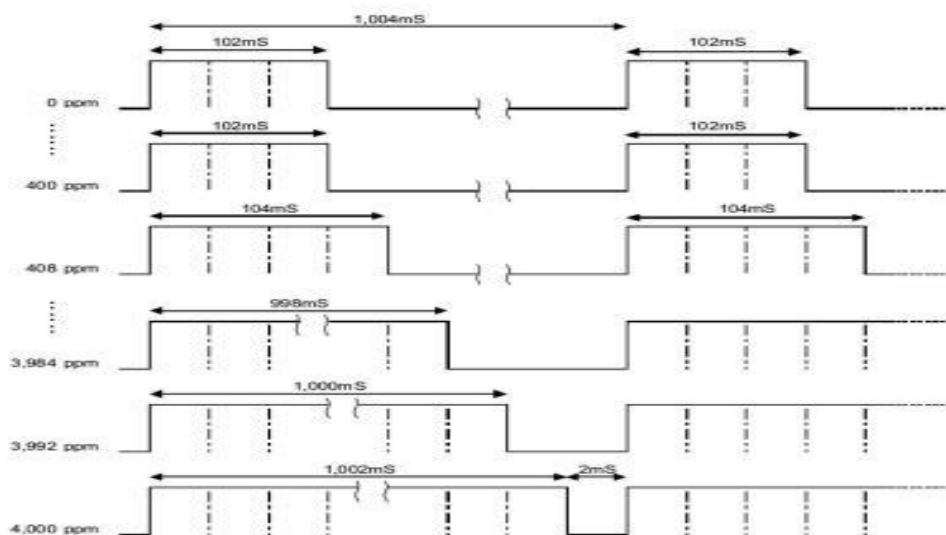 1,004mS
102mS 102mS
0 ppm
102mS 102mS
400 ppm
104mS 104mS
408 ppm
998mS
3,984 ppm
1,000mS
3,992 ppm
1,002mS 2mS
4,000 ppm